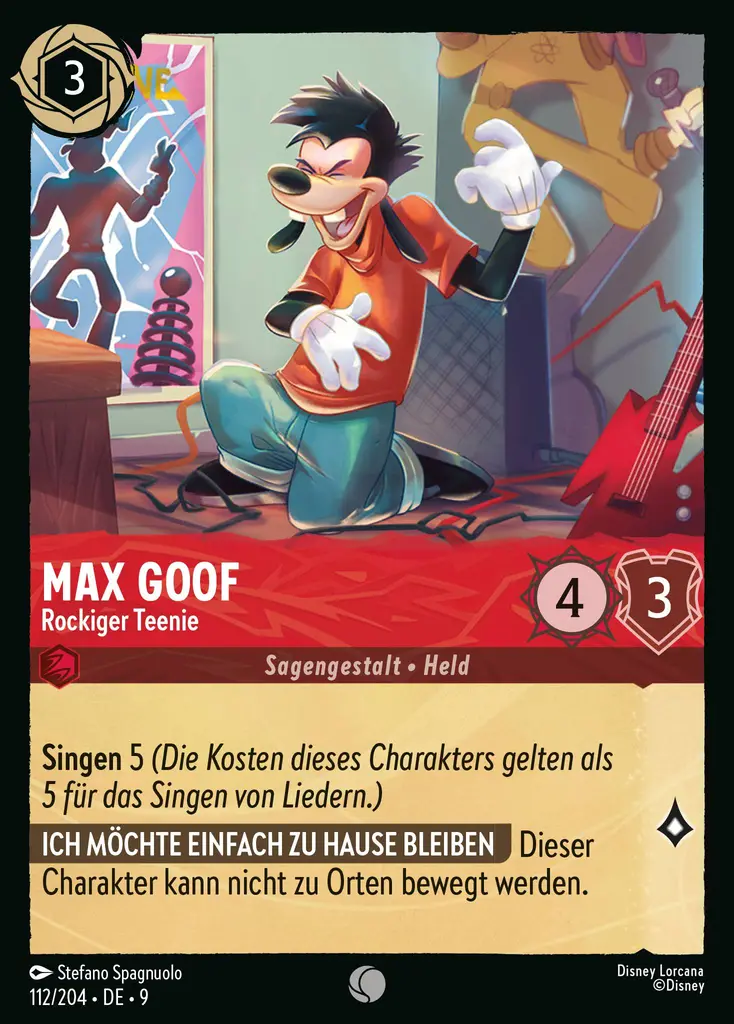 3
VE
MAX GOOF
Rockiger Teenie
4
3
Sagengestalt • Held
Singen 5 (Die Kosten dieses Charakters gelten als
5 für das Singen von Liedern.)
ICH MÖCHTE EINFACH ZU HAUSE BLEIBEN Dieser
Charakter kann nicht zu Orten bewegt werden.
Stefano Spagnuolo
Disney Lorcana
112/204 • DE • 9
©Disney